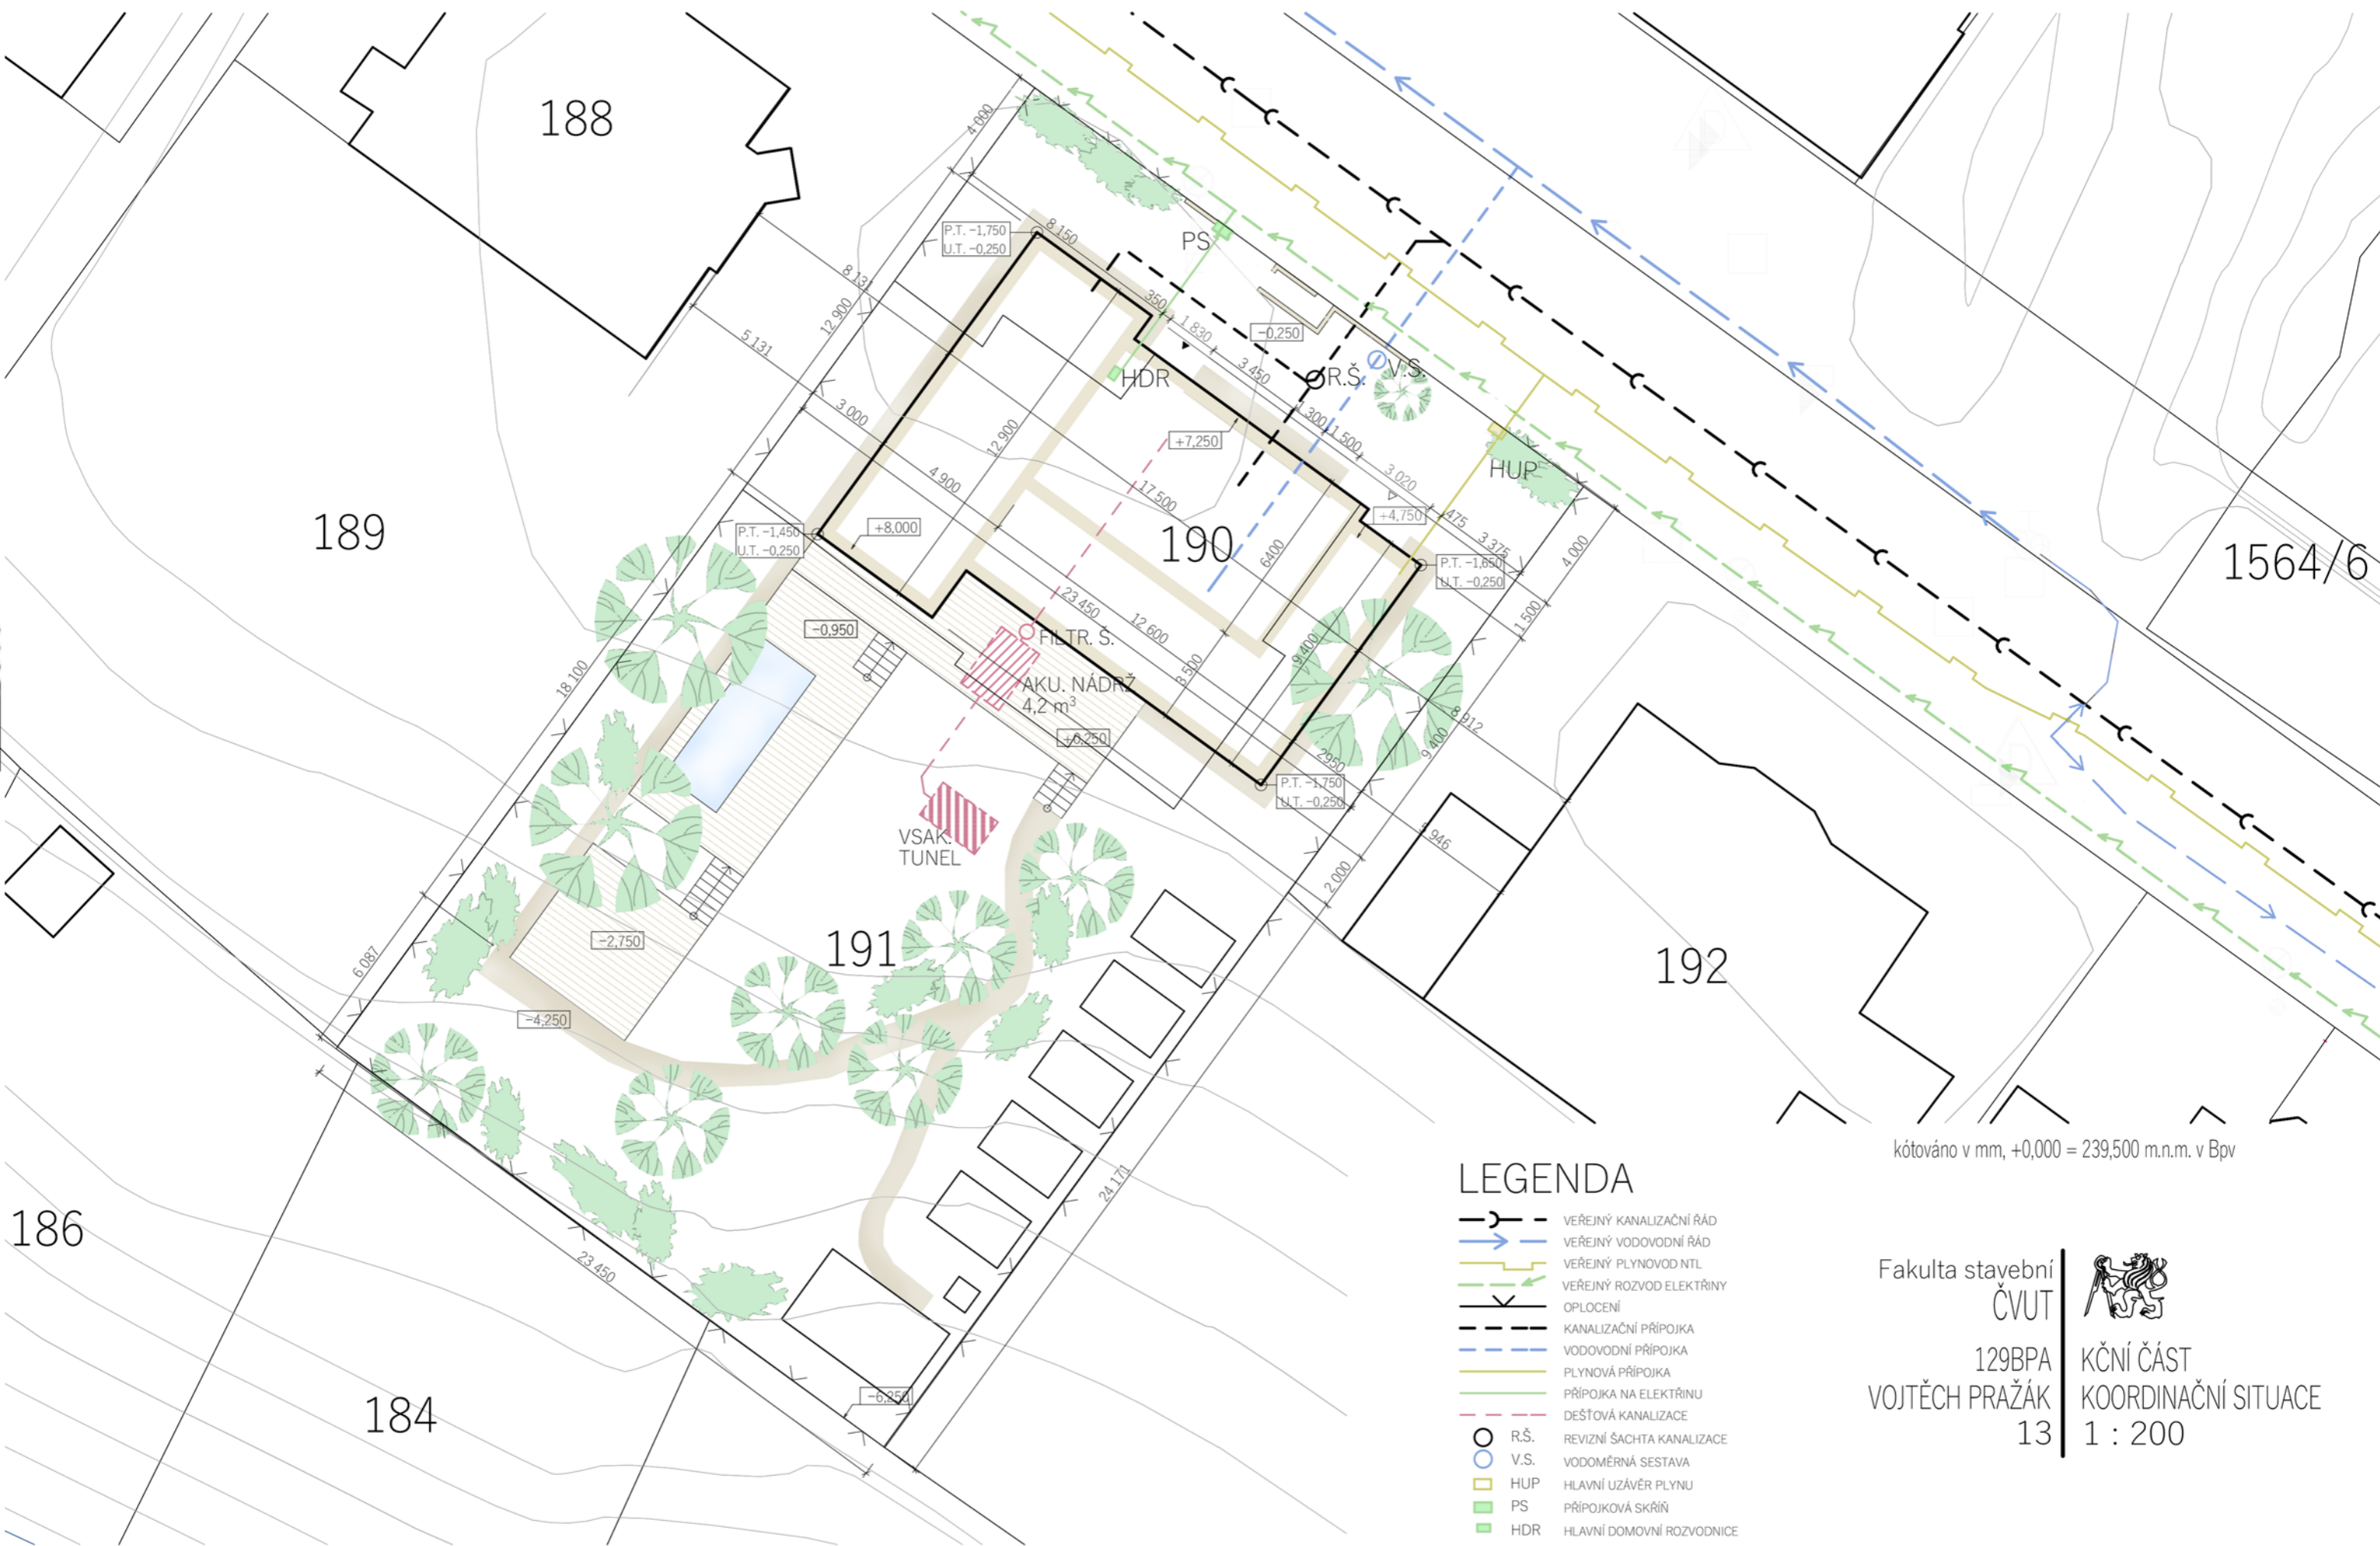 188
4 000
P.T. −1,750
U.T. −0,250
8 150
PS
8 131
12 900
350
1 830
−0,250
5 131
3 450
HDR
R.Š.
V.S.
3 000
1 300
1 500
12 900
+7,250
3 020
HUP
4 900
17 500
+4,750
475
189
P.T. −1,450
U.T. −0,250
+8,000
190
6400
3 375
4 000
1564/6
P.T. −1,650
U.T. −0,250
23 450
12 600
1 500
−0,950
FILTR. Š.
9 400
18 100
AKU. NÁDRŽ
4,2 m³
3 500
8 912
+0,250
9 400
2950
P.T. −1,750
U.T. −0,250
VSAK.
TUNEL
5 946
2 000
−2,750
191
192
6 087
−4,250
kótováno v mm, +0,000 = 239,500 m.n.m. v Bpv
24 171
186
23 450
−6,250
184
LEGENDA
VEŘEJNÝ KANALIZAČNÍ ŘÁD
VEŘEJNÝ VODOVODNÍ ŘÁD
VEŘEJNÝ PLYNOVOD NTL
VEŘEJNÝ ROZVOD ELEKTŘINY
OPLOCENÍ
KANALIZAČNÍ PŘÍPOJKA
VODOVODNÍ PŘÍPOJKA
PLYNOVÁ PŘÍPOJKA
PŘÍPOJKA NA ELEKTŘINU
DEŠŤOVÁ KANALIZACE
R.Š. REVIZNÍ ŠACHTA KANALIZACE
V.S. VODOMĚRNÁ SESTAVA
HUP HLAVNÍ UZÁVĚR PLYNU
PS PŘÍPOJKOVÁ SKŘÍŇ
HDR HLAVNÍ DOMOVNÍ ROZVODNICE
Fakulta stavební
ČVUT
129BPA KČNÍ ČÁST
VOJTĚCH PRAŽÁK KOORDINAČNÍ SITUACE
13 1 : 200